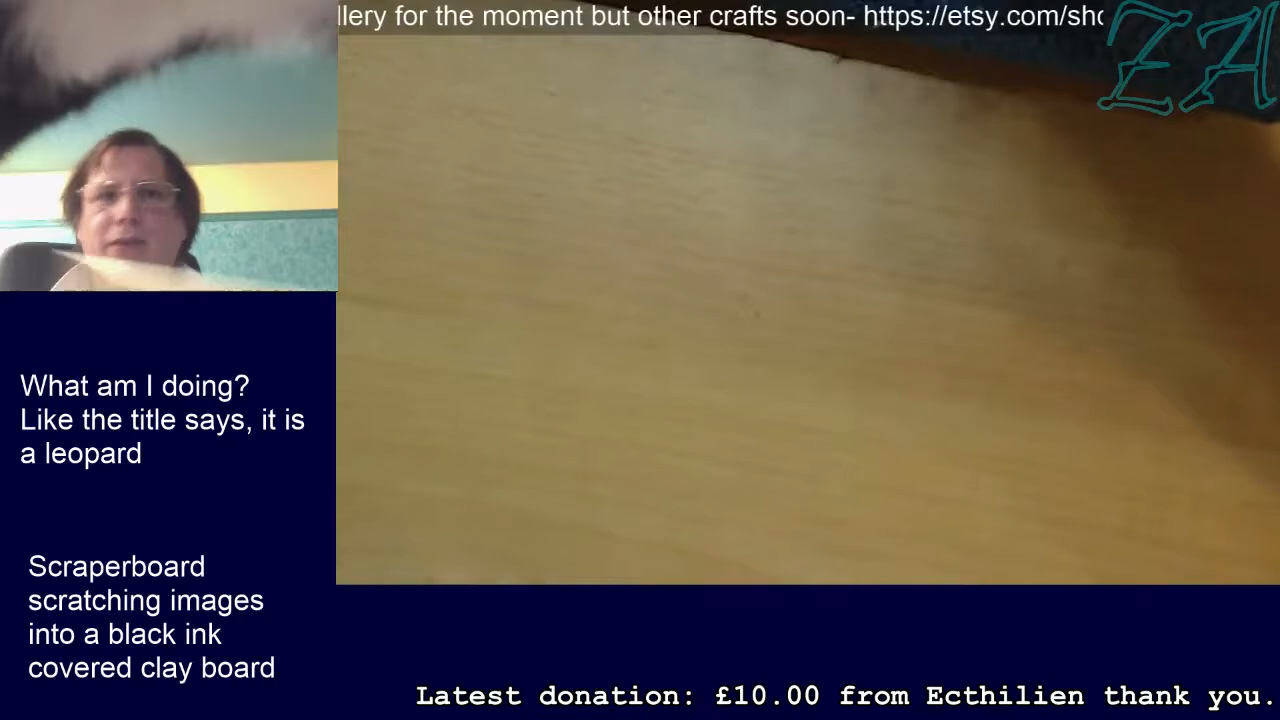 llery for the moment but other crafts soon- https://etsy.com/sho
ZA
What am I doing?
Like the title says, it is
a leopard
Scraperboard
scratching images
into a black ink
covered clay board
Latest donation: £10.00 from Ecthilien thank you.